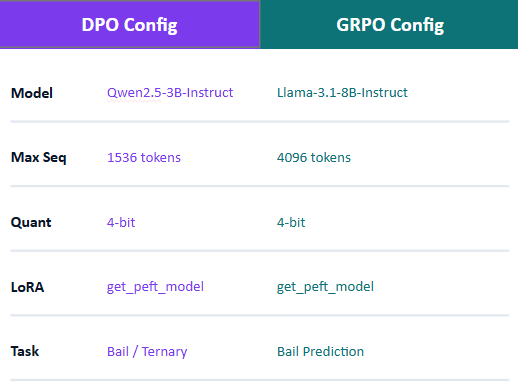 DPO Config GRPO Config
Model Qwen2.5-3B-Instruct Llama-3.1-8B-Instruct
Max Seq 1536 tokens 4096 tokens
Quant 4-bit 4-bit
LoRA get_peft_model get_peft_model
Task Bail / Ternary Bail Prediction